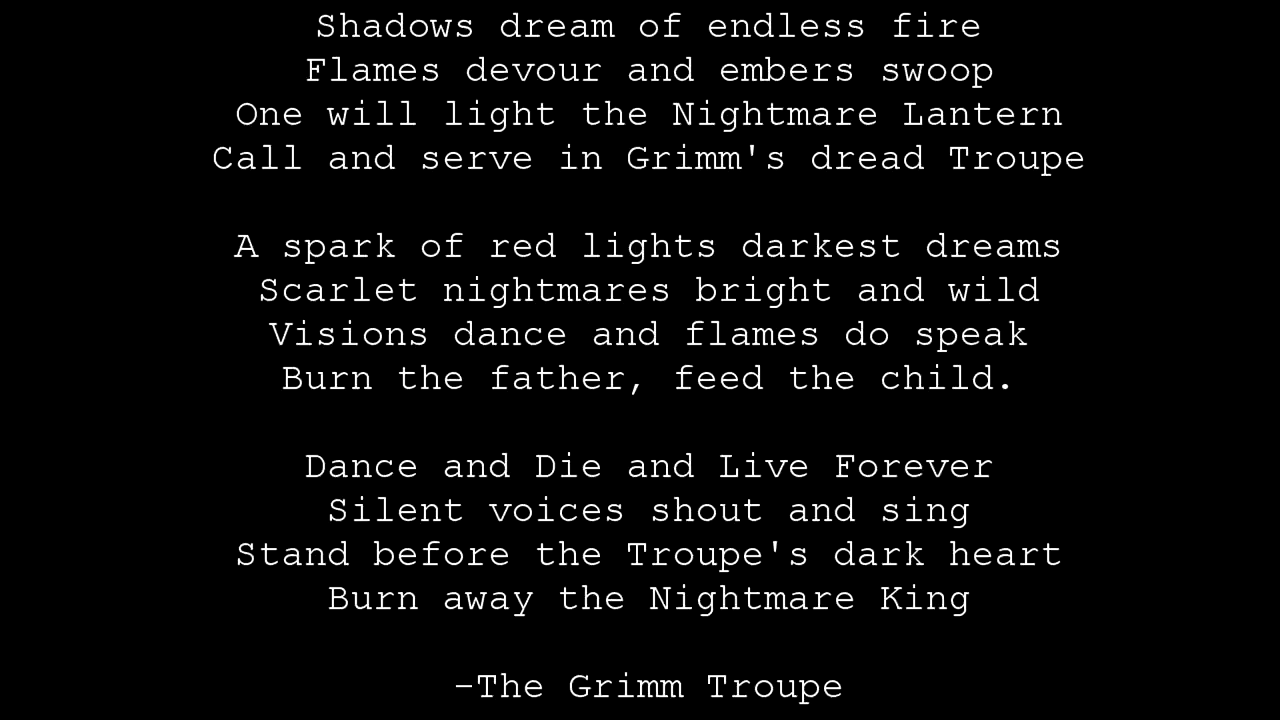 Shadows dream of endless fire
Flames devour and embers swoop
One will light the Nightmare Lantern
Call and serve in Grimm's dread Troupe
A spark of red lights darkest dreams
Scarlet nightmares bright and wild
Visions dance and flames do speak
Burn the father, feed the child.
Dance and Die and Live Forever
Silent voices shout and sing
Stand before the Troupe's dark heart
Burn away the Nightmare King
-The Grimm Troupe